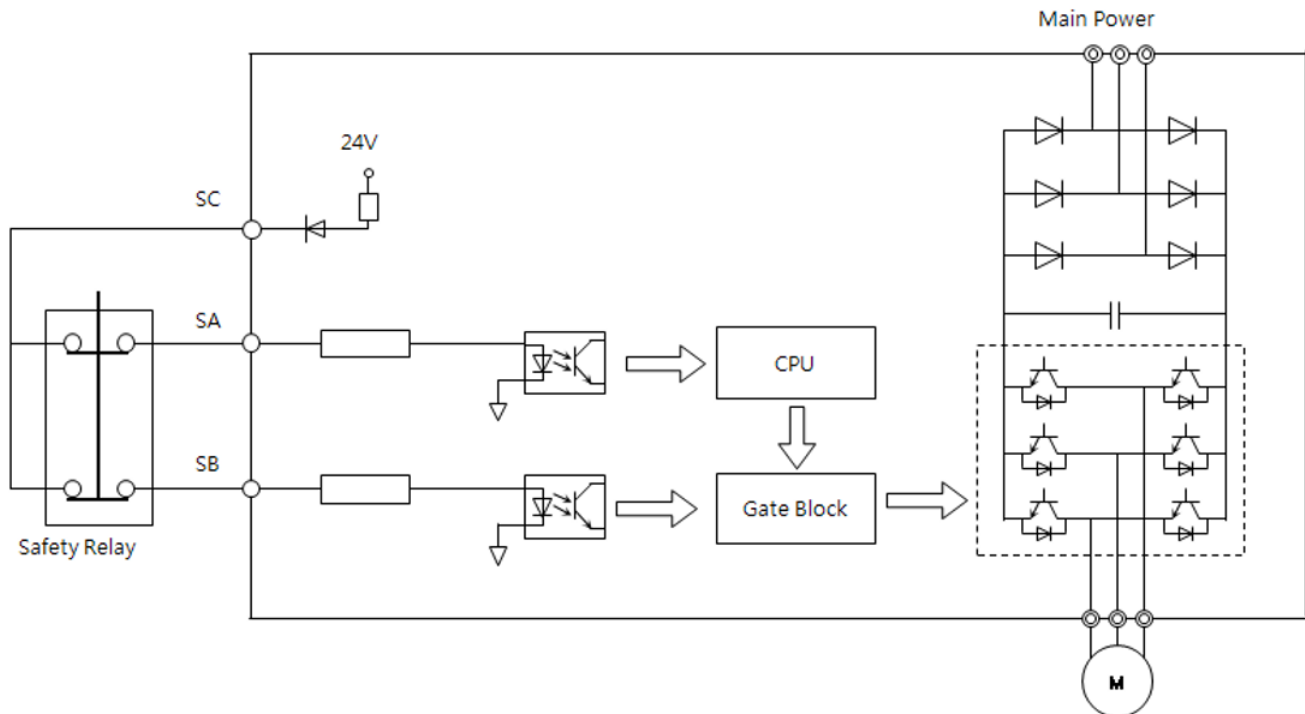 Main Power
24V
SC
SA
CPU
SB
Gate Block
Safety Relay
M